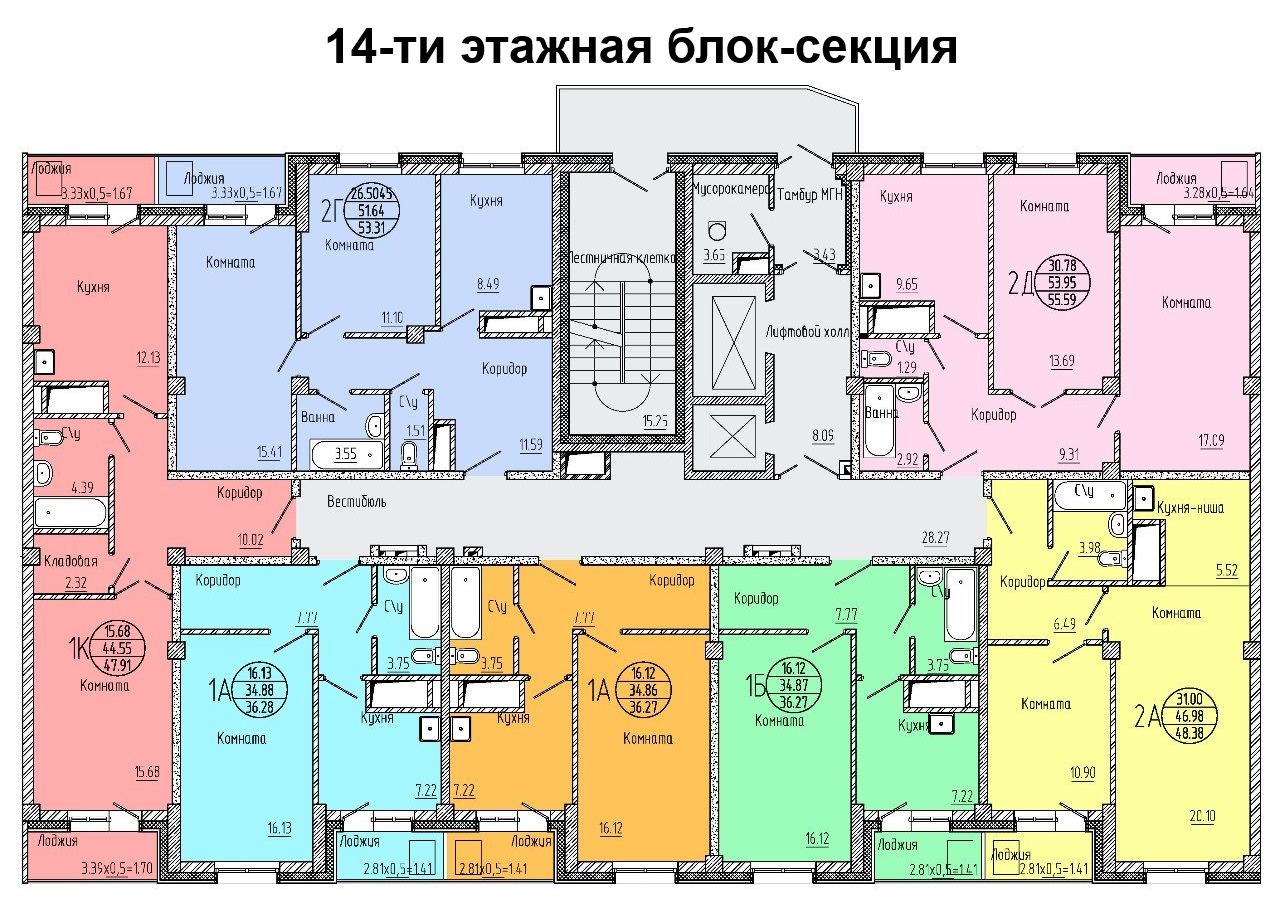 14-ти этажная блок-секция
Лоджия
3.33х0,5=1.67
Лоджия
3.33х0,5=1.67
Кухня
12.13
С\у
4.39
Кладовая
2.32
Коридор
10.02
1К
15.68
44.55
47.91
Комната
15.68
Лоджия
3.39х0,5=1.70
Комната
15.41
2Г
26.5045
51.64
53.31
Комната
11.10
Кухня
8.49
Коридор
11.59
Ванна
3.55
С\у
1.51
Лестничная клетка
15.25
Мусорокамера
3.65
Тамбур МГН
3.43
Лифтовой холл
8.09
Вестибюль
28.27
Кухня
9.65
Комната
13.69
2Д
30.78
53.95
55.59
Лоджия
3.28х0,5=1.64
Комната
17.09
С\у
1.29
Ванна
2.92
Коридор
9.31
Коридор
7.77
С\у
3.75
1А
16.13
34.88
36.28
Комната
16.13
Кухня
7.22
Лоджия
2.81х0,5=1.41
С\у
3.75
Коридор
7.77
1А
16.12
34.86
36.27
Кухня
7.22
Комната
16.12
Лоджия
2.81х0,5=1.41
Коридор
7.77
С\у
3.75
1Б
16.12
34.87
36.27
Комната
16.12
Кухня
7.22
Лоджия
2.81х0,5=1.41
С\у
3.98
Кухня-ниша
5.52
Коридор
6.49
Комната
10.90
Комната
2А
31.00
46.98
48.38
20.10
Лоджия
2.81х0,5=1.41